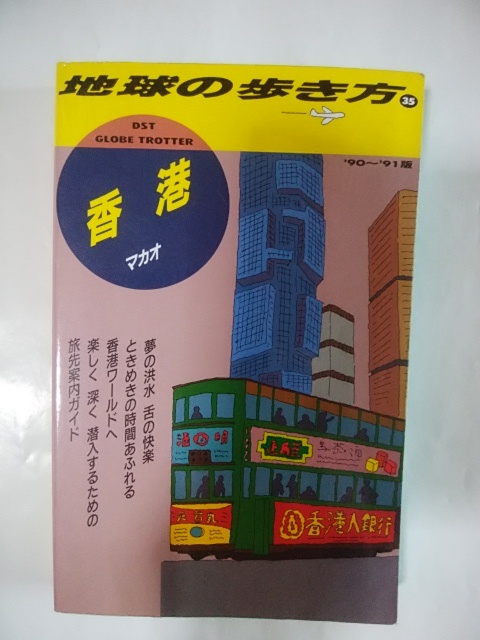 地球の歩き方 35
DST
GLOBE TROTTER
'90〜'91版
香港
マカオ
夢の洪水 舌の快楽
ときめきの時間あふれる
香港ワールドへ
楽しく 深く 潜入するための
旅先案内ガイド
香港人銀行